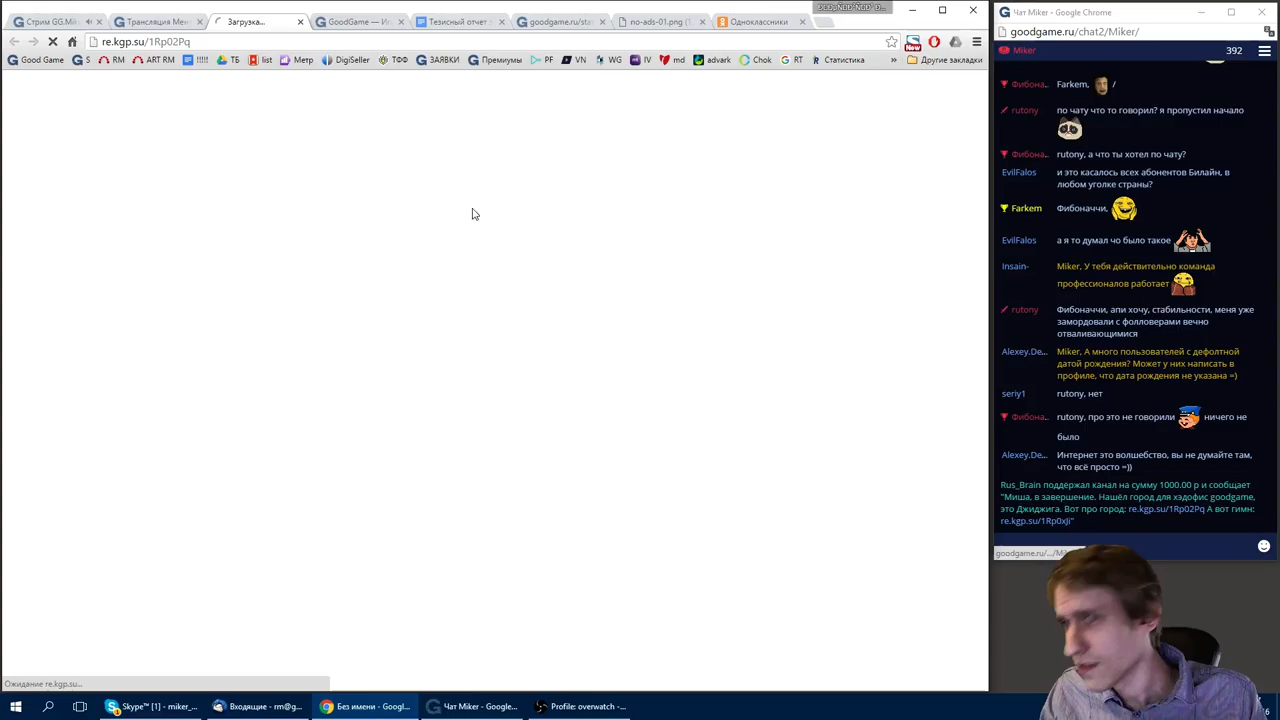 Стрим GG.Mi
Трансляция Мен
Загрузка...
GoodGame — И
Тезисный отчет
goodgame.ru/sta
no-ads-01.png (1
Одноклассники
re.kgp.su/1Rp02Pq
New
Good Game
S
RM
ART RM
!!!!
ТБ
list
Метр
DigiSeller
ТФФ
ЗАЯВКИ
Премиумы
PF
VN
WG
IV
md
advark
Chok
RT
Статистика
»
Другие закладки
Ожидание re.kgp.su...
Чат Miker - Google Chrome
goodgame.ru/chat2/Miker/
Miker
392
Фибона... Farkem, /
rutony по чату что то говорил? я пропустил начало
Фибона... rutony, а что ты хотел по чату?
EvilFalos и это касалось всех абонентов Билайн, в
любом уголке страны?
Farkem Фибоначчи,
EvilFalos а я то думал чо было такое
Insain- Miker, У тебя действительно команда
профессионалов работает
rutony Фибоначчи, апи хочу, стабильности, меня уже
замордовали с фолловерами вечно
отваливающимися
Alexey.De... Miker, А много пользователей с дефолтной
датой рождения? Может у них написать в
профиле, что дата рождения не указана =)
seriy1 rutony, нет
Фибона... rutony, про это не говорили ничего не
было
Alexey.De... Интернет это волшебство, вы не думайте там,
что всё просто =))
Rus_Brain поддержал канал на сумму 1000.00 р и сообщает
"Миша, в завершение. Нашёл город для хэдофис goodgame,
это Джиджига. Вот про город: re.kgp.su/1Rp02Pq А вот гимн:
re.kgp.su/1Rp0xJi"
goodgame.ru/.../Mi
Skype™ [1] - miker_...
Входящие - rm@g...
Без имени - Googl...
Чат Miker - Google...
Profile: overwatch -...